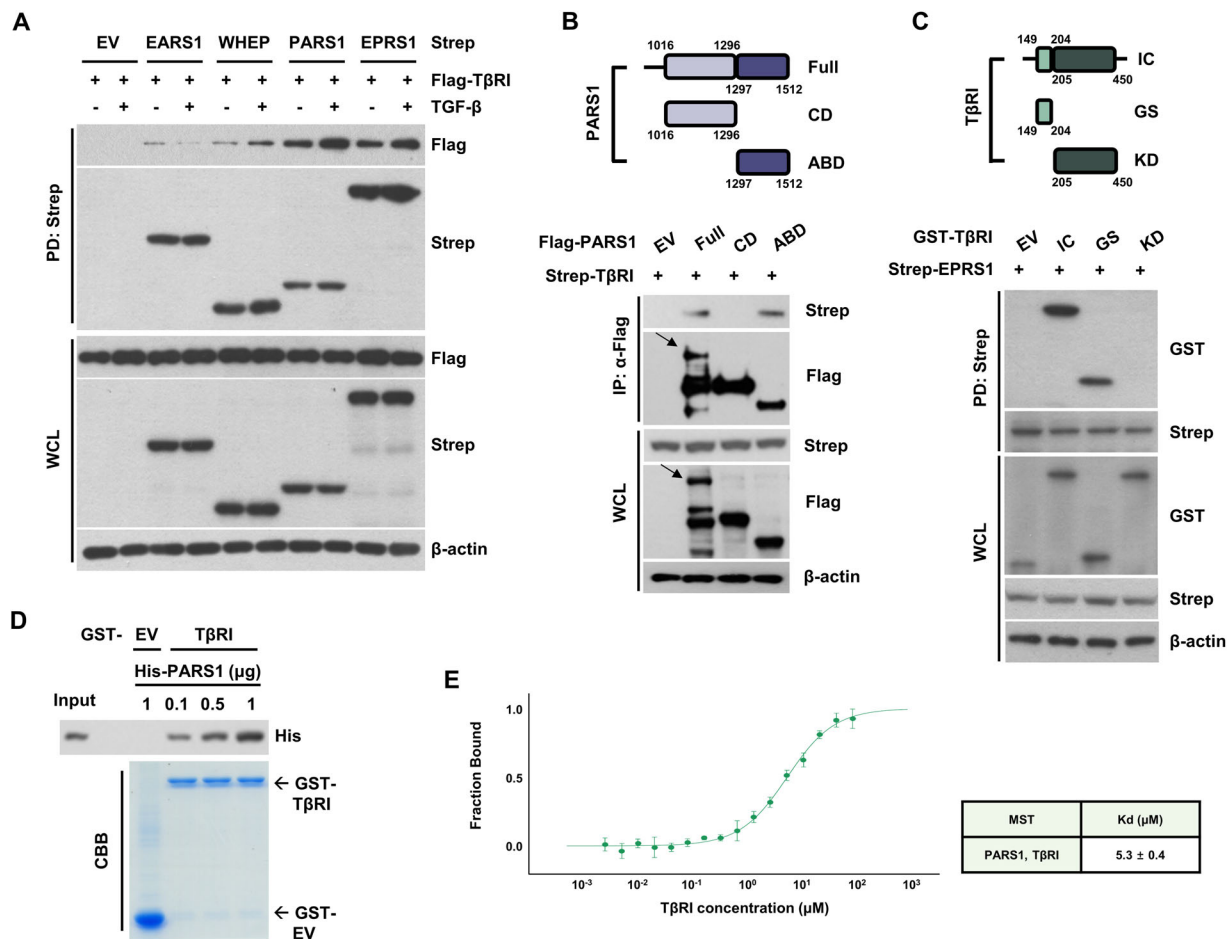 A
EV EARS1 WHEP PARS1 EPRS1 Strep
+ + + + + + + + + + Flag-TβRI
- + - + - + - + - + TGF-β
PD: Strep
Flag
Strep
WCL
Flag
Strep
β-actin
B
PARS1
1016 1296
Full
1297 1512
CD
1016 1296
ABD
1297 1512
Flag-PARS1 EV Full CD ABD
Strep-TβRI + + + +
IP: α-Flag
Strep
Flag
WCL
Strep
Flag
β-actin
C
TβRI
149 204
IC
205 450
GS
149 204
KD
205 450
GST-TβRI EV IC GS KD
Strep-EPRS1 + + + +
PD: Strep
GST
Strep
WCL
GST
Strep
β-actin
D
GST- EV TβRI
His-PARS1 (μg)
Input 1 0.1 0.5 1
His
CBB
← GST-
TβRI
← GST-
EV
E
Fraction Bound
1.0
0.5
0.0
10-3 10-2 10-1 100 101 102 103
TβRI concentration (μM)
MST Kd (μM)
PARS1, TβRI 5.3 ± 0.4